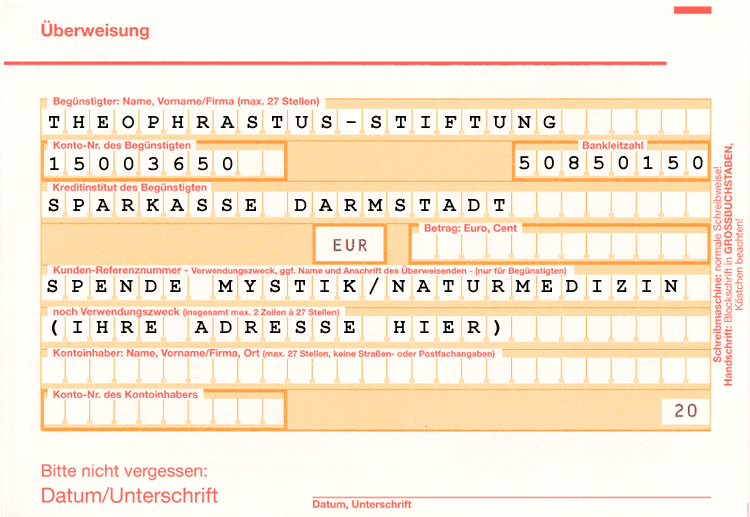 Überweisung
Begünstigter: Name, Vorname/Firma (max. 27 Stellen)
THEOPHRASTUS-STIFTUNG
Konto-Nr. des Begünstigten
Bankleitzahl
15003650
50850150
Kreditinstitut des Begünstigten
SPARKASSE DARMSTADT
EUR
Betrag: Euro, Cent
Kunden-Referenznummer - Verwendungszweck, ggf. Name und Anschrift des Überweisenden - (nur für Begünstigten)
SPENDE MYSTIK/NATURMEDIZIN
noch Verwendungszweck (insgesamt max. 2 Zeilen à 27 Stellen)
(IHRE ADRESSE HIER)
Kontoinhaber: Name, Vorname/Firma, Ort (max. 27 Stellen, keine Straßen- oder Postfachangaben)
Konto-Nr. des Kontoinhabers
20
Bitte nicht vergessen:
Datum/Unterschrift
Datum, Unterschrift
Schreibmaschine: normale Schreibweise!
Handschrift: Blockschrift in GROSSBUCHSTABEN,
Kästchen beachten!